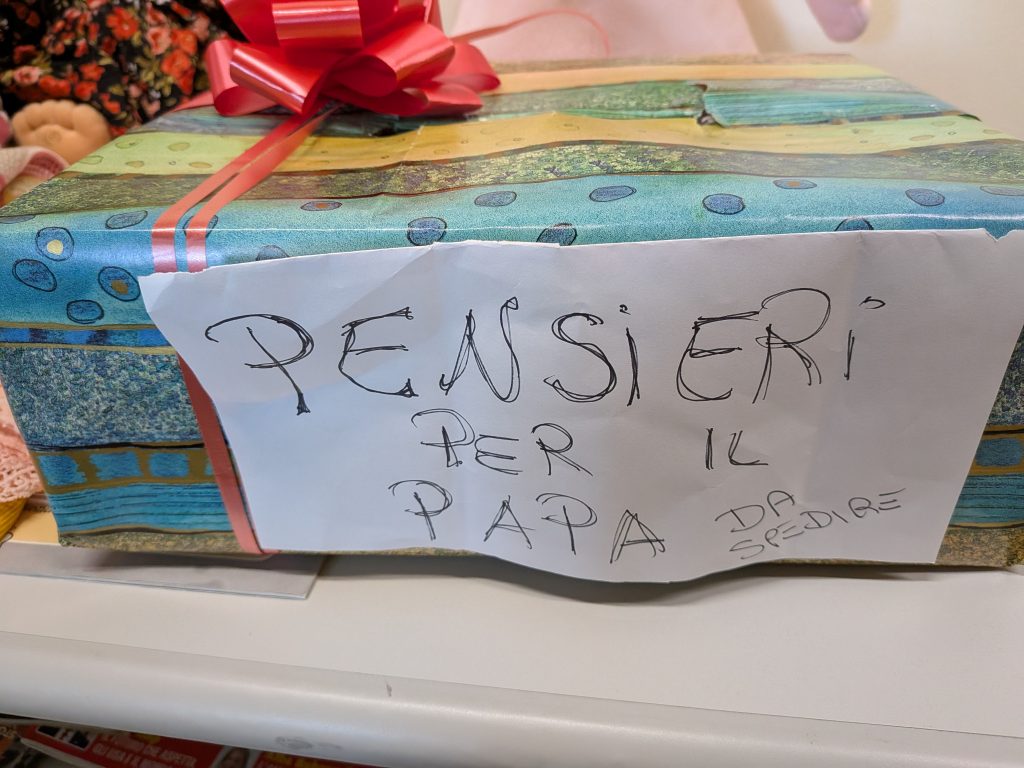 PENSIERI
PER IL
PAPA DA
SPEDIRE